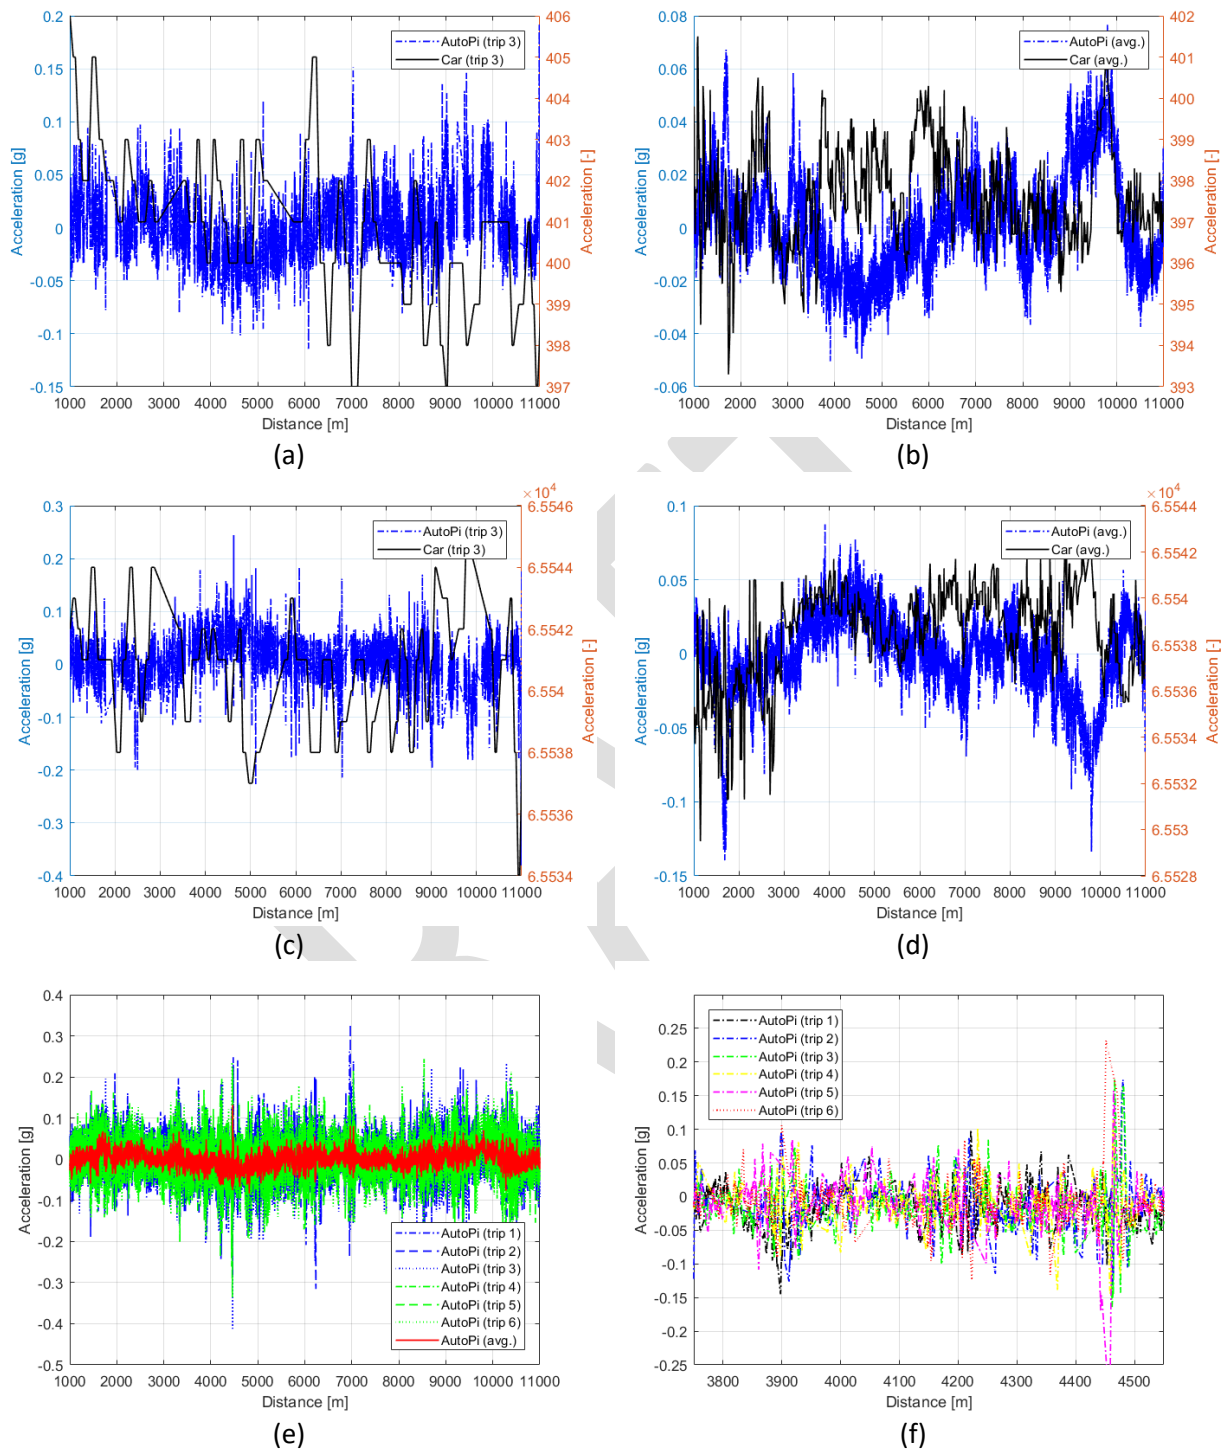 0.2
0.15
0.1
0.05
0
-0.05
-0.1
-0.15
Acceleration [g]
406
405
404
403
402
401
400
399
398
397
Acceleration [-]
AutoPi (trip 3)
Car (trip 3)
1000 2000 3000 4000 5000 6000 7000 8000 9000 10000 11000
Distance [m]
(a)
0.08
0.06
0.04
0.02
0
-0.02
-0.04
-0.06
Acceleration [g]
402
401
400
399
398
397
396
395
394
393
Acceleration [-]
AutoPi (avg.)
Car (avg.)
1000 2000 3000 4000 5000 6000 7000 8000 9000 10000 11000
Distance [m]
(b)
0.3
0.2
0.1
0
-0.1
-0.2
-0.3
-0.4
Acceleration [g]
×10^4
6.5546
6.5544
6.5542
6.554
6.5538
6.5536
6.5534
Acceleration [-]
AutoPi (trip 3)
Car (trip 3)
1000 2000 3000 4000 5000 6000 7000 8000 9000 10000 11000
Distance [m]
(c)
0.1
0.05
0
-0.05
-0.1
-0.15
Acceleration [g]
×10^4
6.5544
6.5542
6.554
6.5538
6.5536
6.5534
6.5532
6.553
6.5528
Acceleration [-]
AutoPi (avg.)
Car (avg.)
1000 2000 3000 4000 5000 6000 7000 8000 9000 10000 11000
Distance [m]
(d)
0.4
0.3
0.2
0.1
0
-0.1
-0.2
-0.3
-0.4
-0.5
Acceleration [g]
AutoPi (trip 1)
AutoPi (trip 2)
AutoPi (trip 3)
AutoPi (trip 4)
AutoPi (trip 5)
AutoPi (trip 6)
AutoPi (avg.)
1000 2000 3000 4000 5000 6000 7000 8000 9000 10000 11000
Distance [m]
(e)
0.25
0.2
0.15
0.1
0.05
0
-0.05
-0.1
-0.15
-0.2
-0.25
Acceleration [g]
AutoPi (trip 1)
AutoPi (trip 2)
AutoPi (trip 3)
AutoPi (trip 4)
AutoPi (trip 5)
AutoPi (trip 6)
3800 3900 4000 4100 4200 4300 4400 4500
Distance [m]
(f)